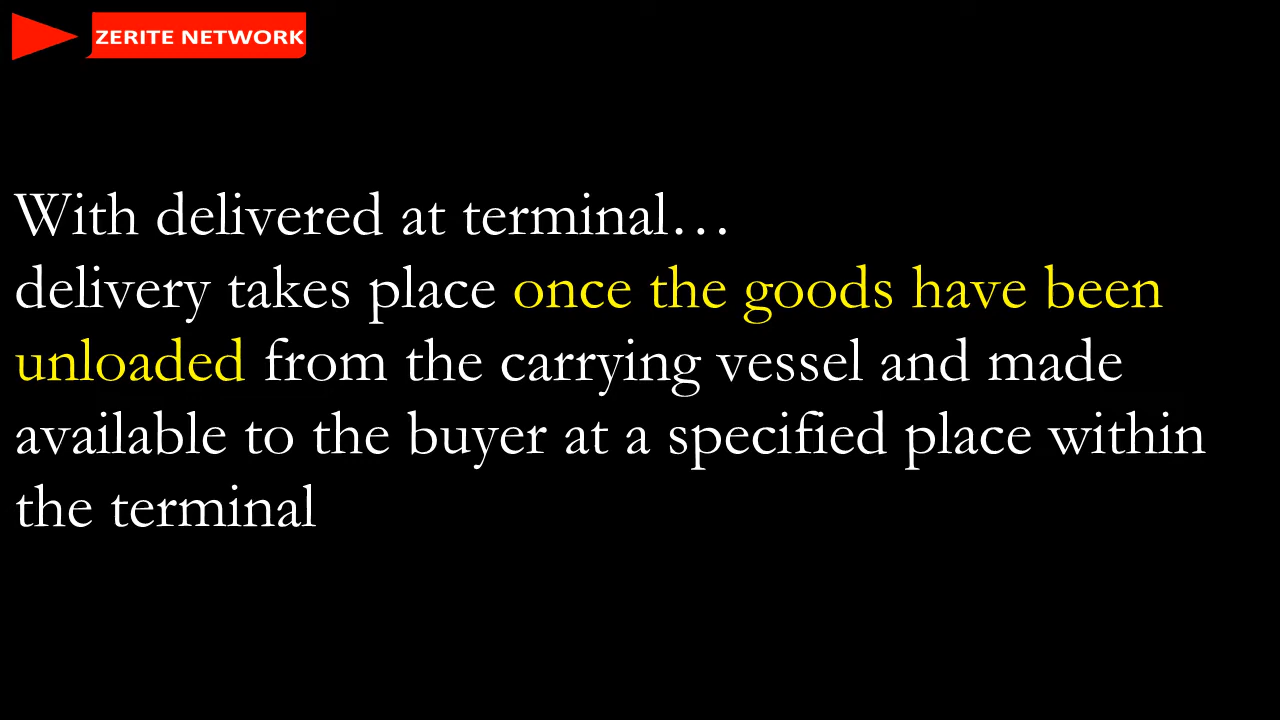 ZERITE NETWORK
With delivered at terminal…
delivery takes place once the goods have been
unloaded from the carrying vessel and made
available to the buyer at a specified place within
the terminal